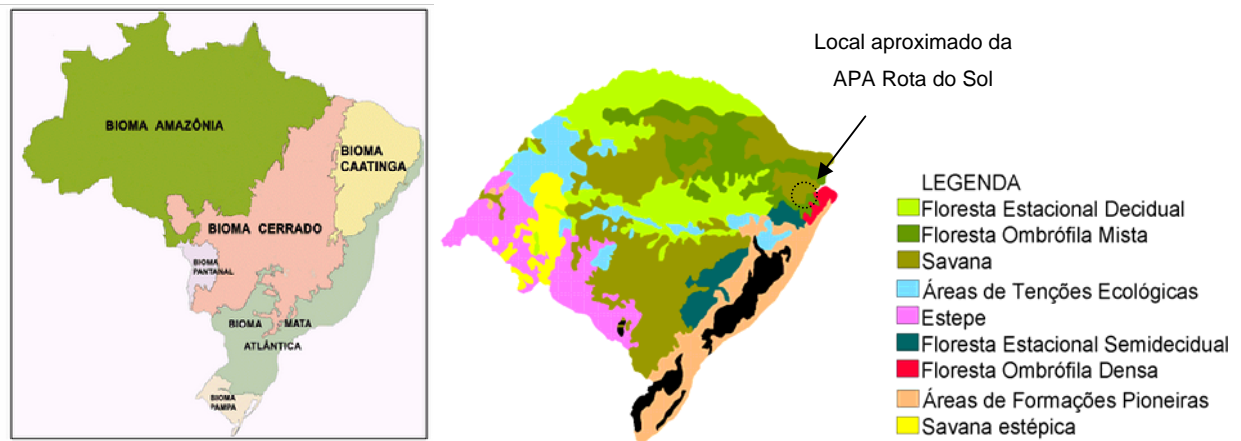 BIOMA AMAZÔNIA
BIOMA
CAATINGA
BIOMA CERRADO
BIOMA
PANTANAL
BIOMA MATA
ATLÂNTICA
BIOMA
PAMPA
Local aproximado da
APA Rota do Sol
LEGENDA
Floresta Estacional Decidual
Floresta Ombrófila Mista
Savana
Áreas de Tenções Ecológicas
Estepe
Floresta Estacional Semidecidual
Floresta Ombrófila Densa
Áreas de Formações Pioneiras
Savana estépica